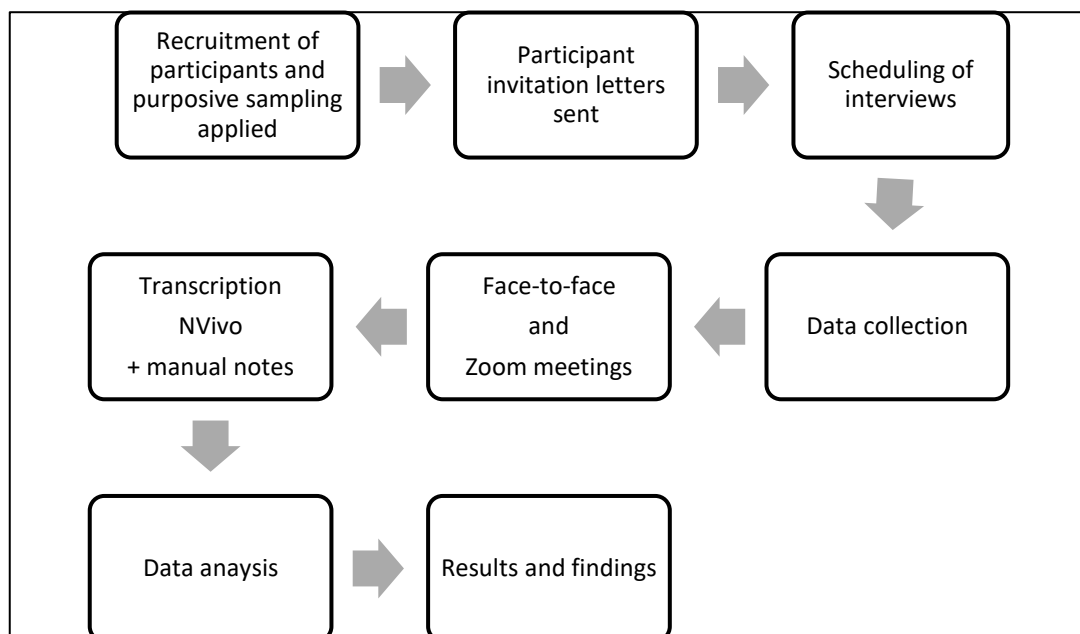 Recruitment of
participants and
purposive sampling
applied
Participant
invitation letters
sent
Scheduling of
interviews
Data collection
Face-to-face
and
Zoom meetings
Transcription
NVivo
+ manual notes
Data anaysis
Results and findings